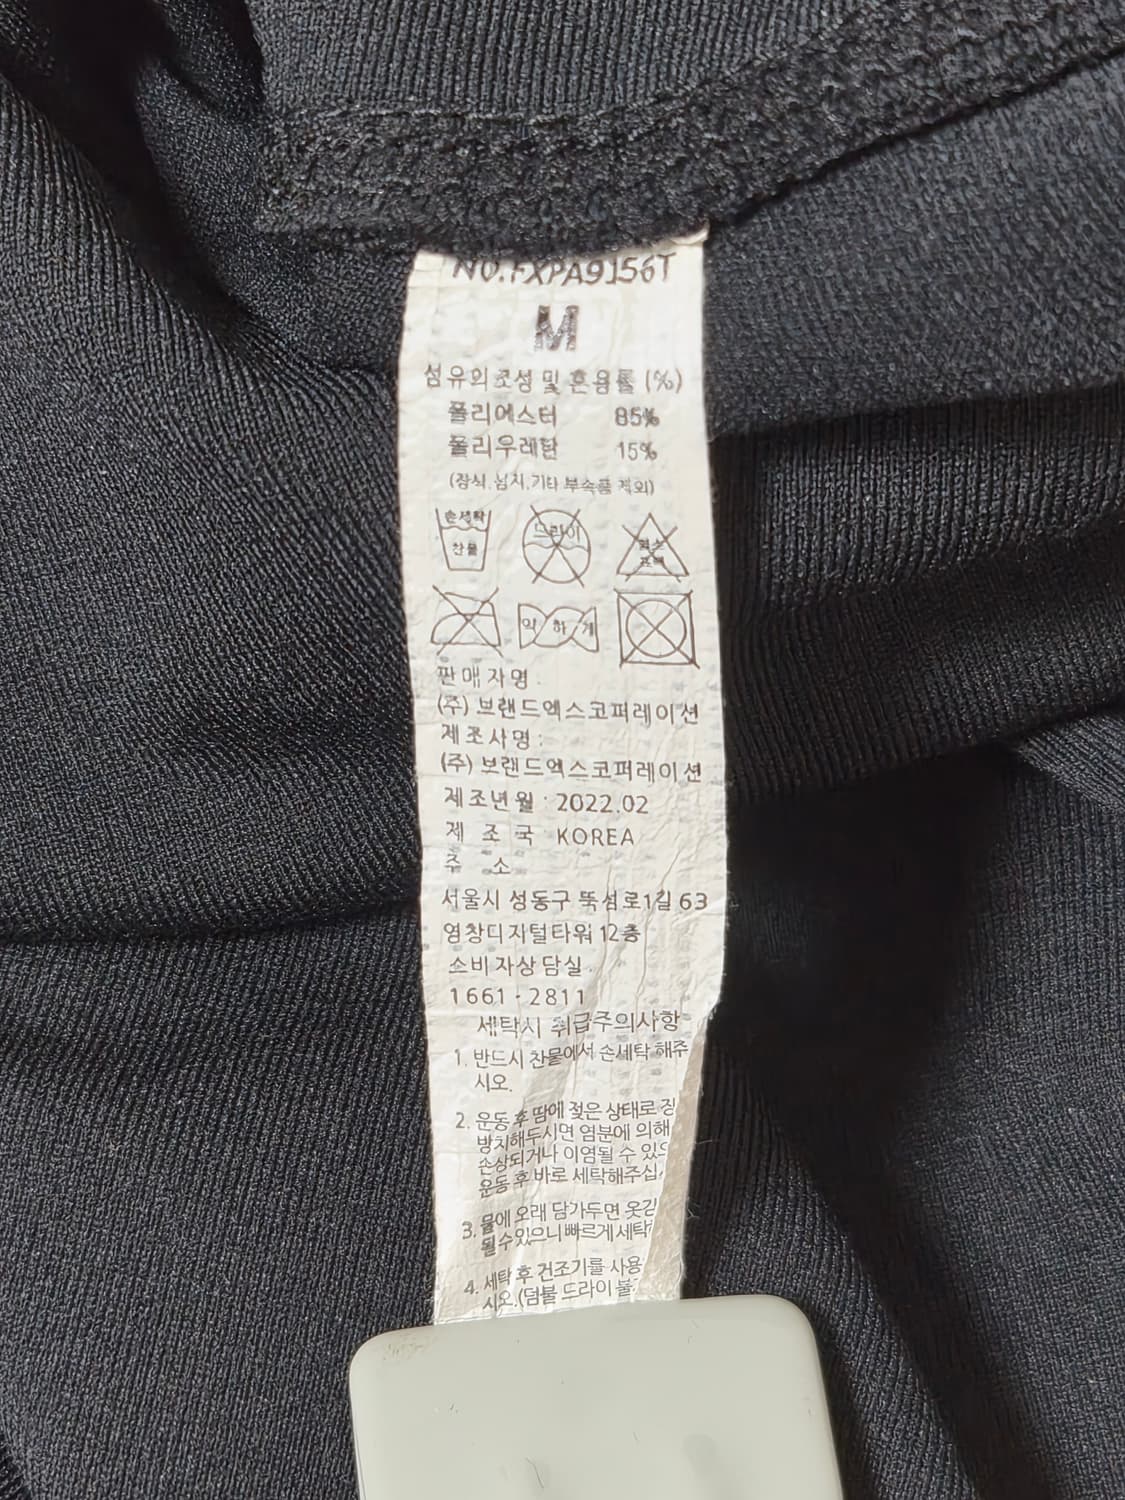 NO.FXPA9156T
M
섬유의조성 및 혼용률 (%)
폴리에스터 85%
폴리우레탄 15%
(장식,심지,기타 부속품 제외)
손세탁 드라이 염소
찬물 표백
약하게
판매자명 :
(주) 브랜드엑스코퍼레이션
제조사명 :
(주) 브랜드엑스코퍼레이션
제조년월 : 2022.02
제 조 국 KOREA
주 소
서울시 성동구 뚝섬로1길 63
영창디지털타워 12층
소비자상담실.
1661-2811
세탁시 취급주의사항
1. 반드시 찬물에서 손세탁 해주
시오.
2. 운동 후 땀에 젖은 상태로 장
방치해두시면 염분에 의해
손상되거나 이염될 수 있으
운동 후 바로 세탁해주십
3. 물에 오래 담가두면 옷감
될수있으니빠르게세탁
4. 세탁 후 건조기를 사용
시오.(덤블 드라이 불